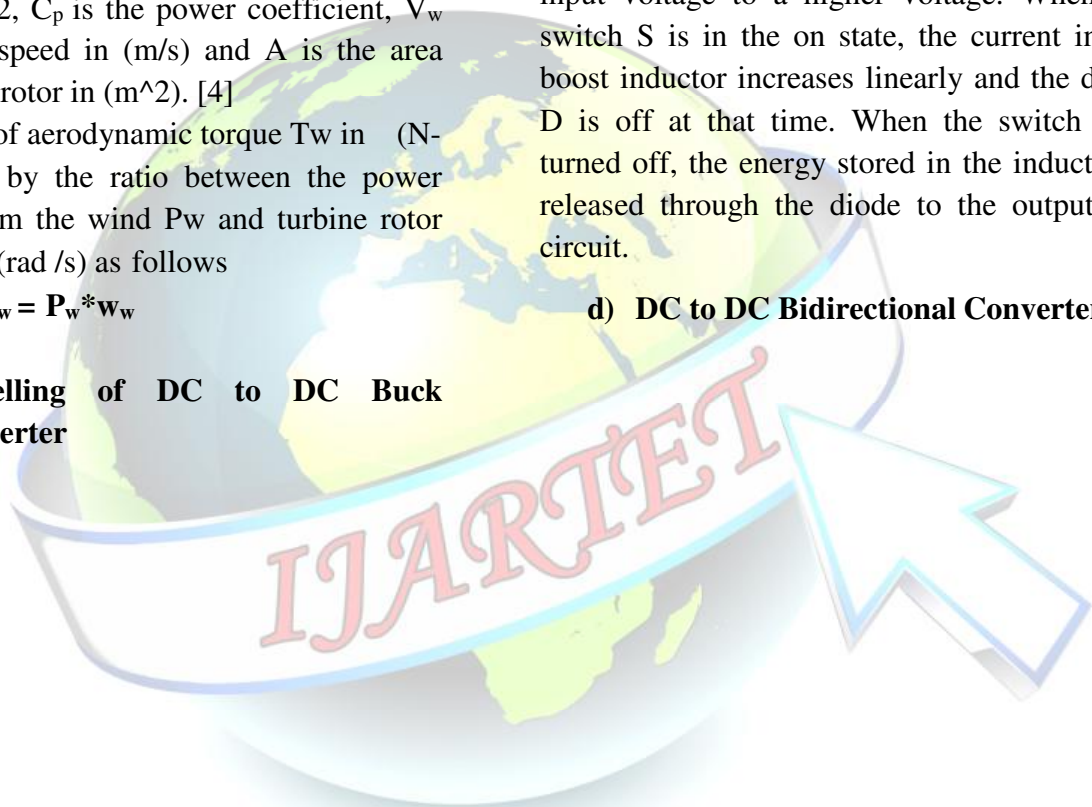 2, Cp is the power coefficient, Vw
speed in (m/s) and A is the area
rotor in (m^2). [4]
of aerodynamic torque Tw in (N-
by the ratio between the power
the wind Pw and turbine rotor
(rad /s) as follows
w = Pw*ww
of DC to DC Buck
input voltage to a higher voltage. When
switch S is in the on state, the current
boost inductor increases linearly and the
D is off at that time. When the switch
turned off, the energy stored in the
released through the diode to the output
circuit.
d) DC to DC Bidirectional Converter
IJARTET